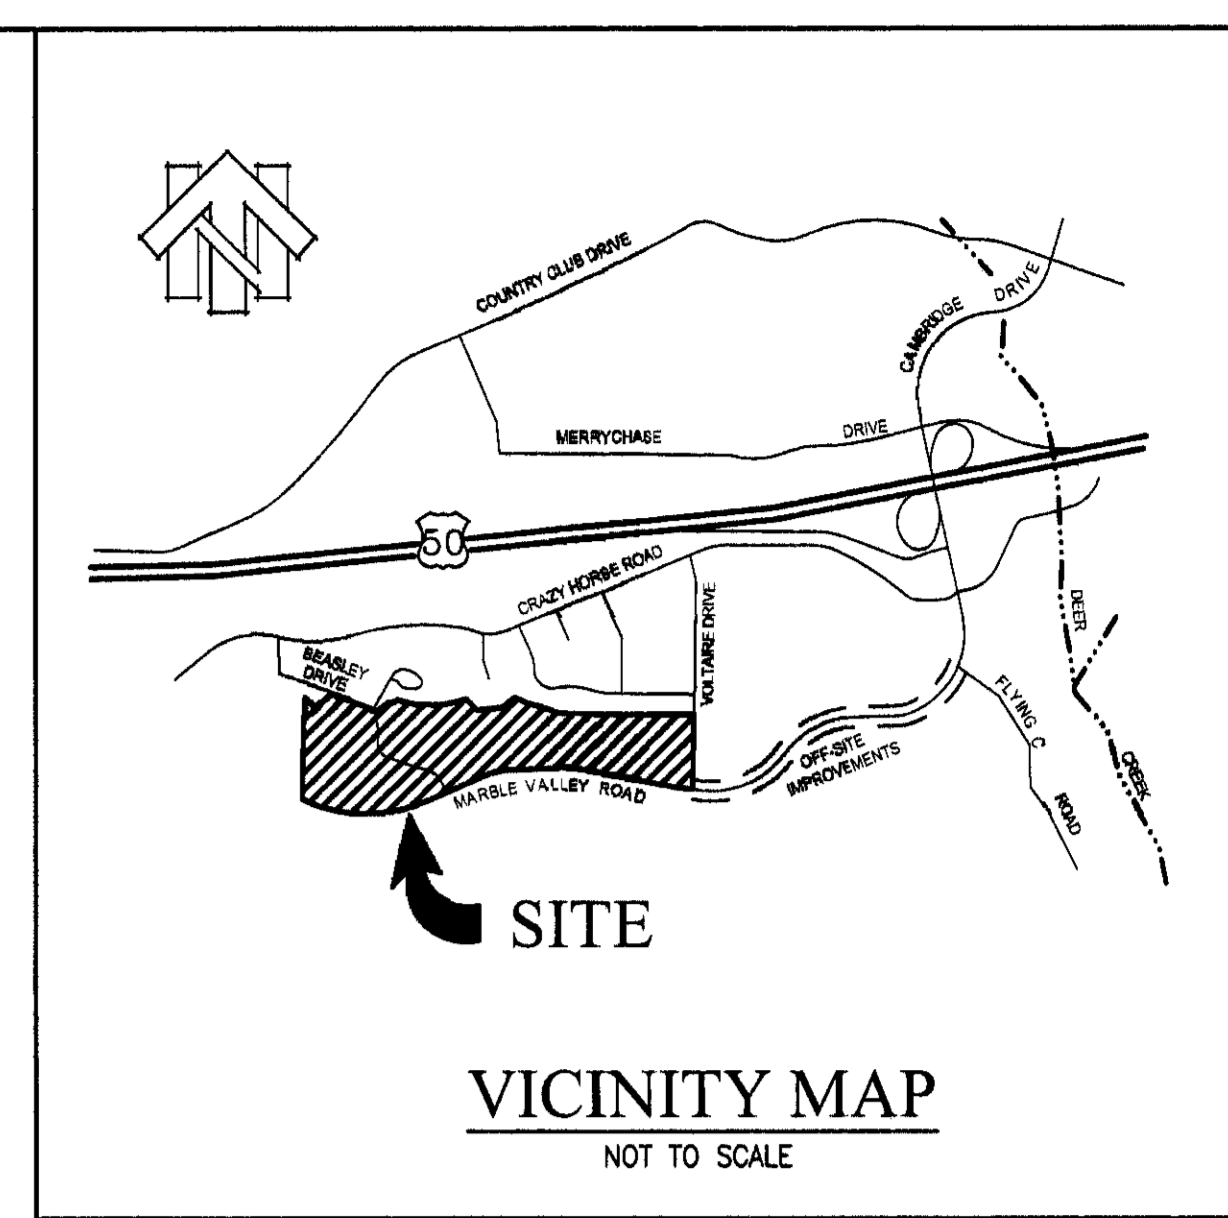 N
COUNTRY CLUB DRIVE
CAMBRIDGE DRIVE
MERRYCHASE DRIVE
50
CRAZY HORSE ROAD
VOLTAIRE DRIVE
BEASLEY
DRIVE
DEER CREEK
FLYING C ROAD
OFF-SITE
IMPROVEMENTS
MARBLE VALLEY ROAD
SITE
VICINITY MAP
NOT TO SCALE